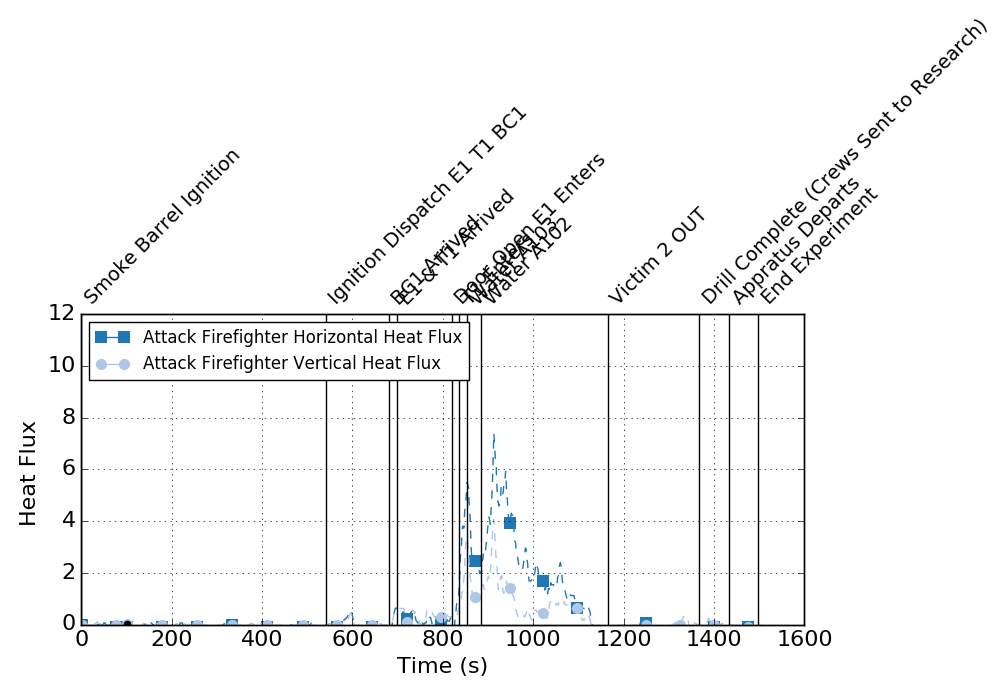 Smoke Barrel Ignition
Ignition Dispatch E1 T1 BC1
BC1 Arrived
E1 & T1 Arrived
Door Open E1 Enters
Water A103
Water A102
Victim 2 OUT
Drill Complete (Crews Sent to Research)
Appratus Departs
End Experiment
Attack Firefighter Horizontal Heat Flux
Attack Firefighter Vertical Heat Flux
Heat Flux
12
10
8
6
4
2
0
0 200 400 600 800 1000 1200 1400 1600
Time (s)